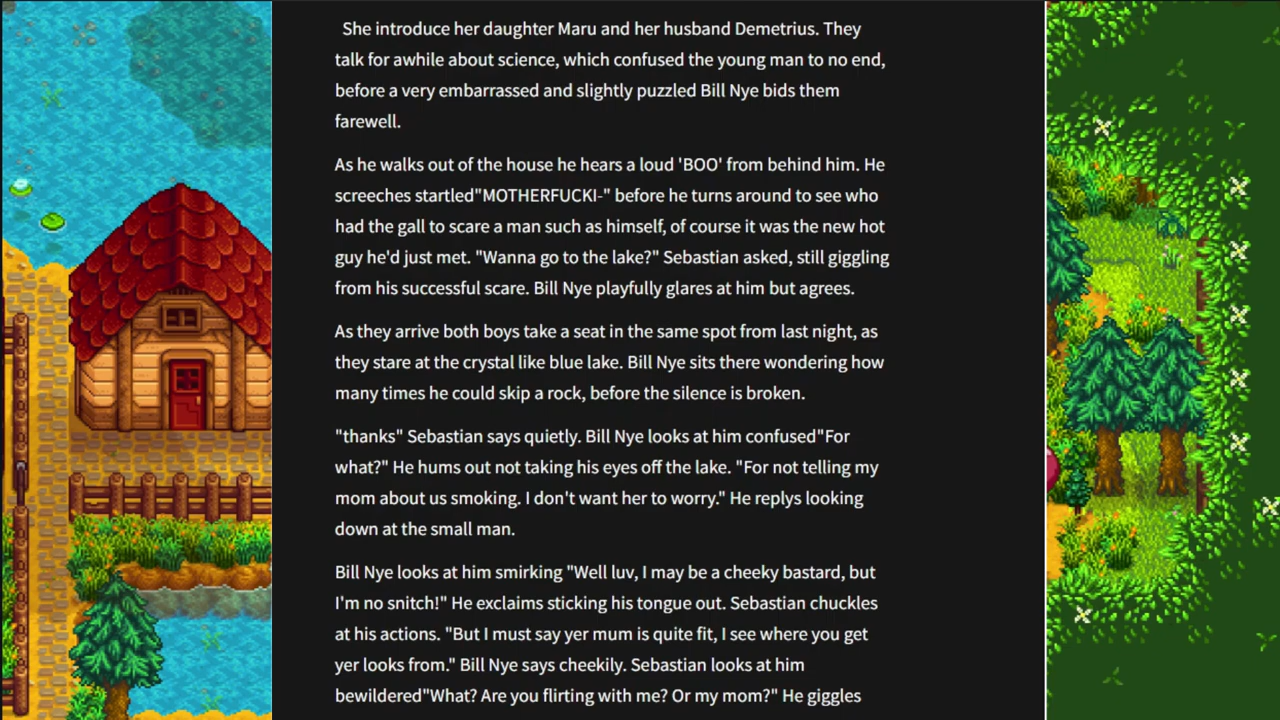 She introduce her daughter Maru and her husband Demetrius. They
talk for awhile about science, which confused the young man to no end,
before a very embarrassed and slightly puzzled Bill Nye bids them
farewell.
As he walks out of the house he hears a loud 'BOO' from behind him. He
screeches startled"MOTHERFUCKI-" before he turns around to see who
had the gall to scare a man such as himself, of course it was the new hot
guy he'd just met. "Wanna go to the lake?" Sebastian asked, still giggling
from his successful scare. Bill Nye playfully glares at him but agrees.
As they arrive both boys take a seat in the same spot from last night, as
they stare at the crystal like blue lake. Bill Nye sits there wondering how
many times he could skip a rock, before the silence is broken.
"thanks" Sebastian says quietly. Bill Nye looks at him confused"For
what?" He hums out not taking his eyes off the lake. "For not telling my
mom about us smoking. I don't want her to worry." He replys looking
down at the small man.
Bill Nye looks at him smirking "Well luv, I may be a cheeky bastard, but
I'm no snitch!" He exclaims sticking his tongue out. Sebastian chuckles
at his actions. "But I must say yer mum is quite fit, I see where you get
yer looks from." Bill Nye says cheekily. Sebastian looks at him
bewildered"What? Are you flirting with me? Or my mom?" He giggles